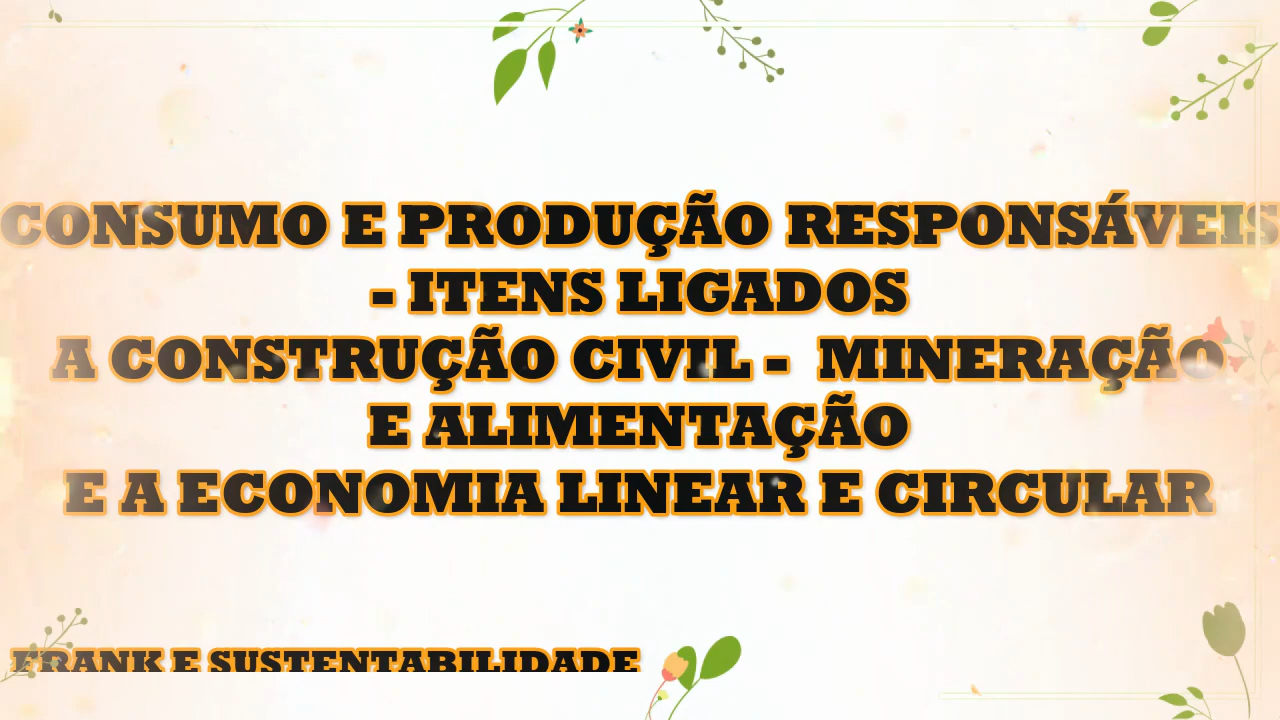 CONSUMO E PRODUÇÃO RESPONSÁVEIS
- ITENS LIGADOS
A CONSTRUÇÃO CIVIL - MINERAÇÃO
E ALIMENTAÇÃO
E A ECONOMIA LINEAR E CIRCULAR
FRANK E SUSTENTABILIDADE